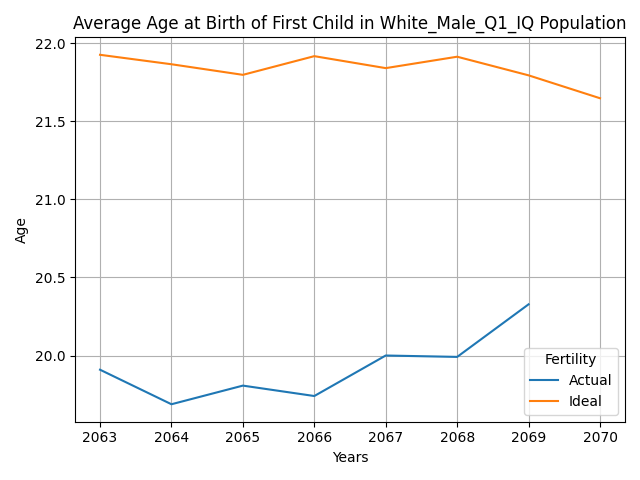 Average Age at Birth of First Child in White_Male_Q1_IQ Population
22.0
21.5
21.0
20.5
20.0
Age
Fertility
Actual
Ideal
2063 2064 2065 2066 2067 2068 2069 2070
Years